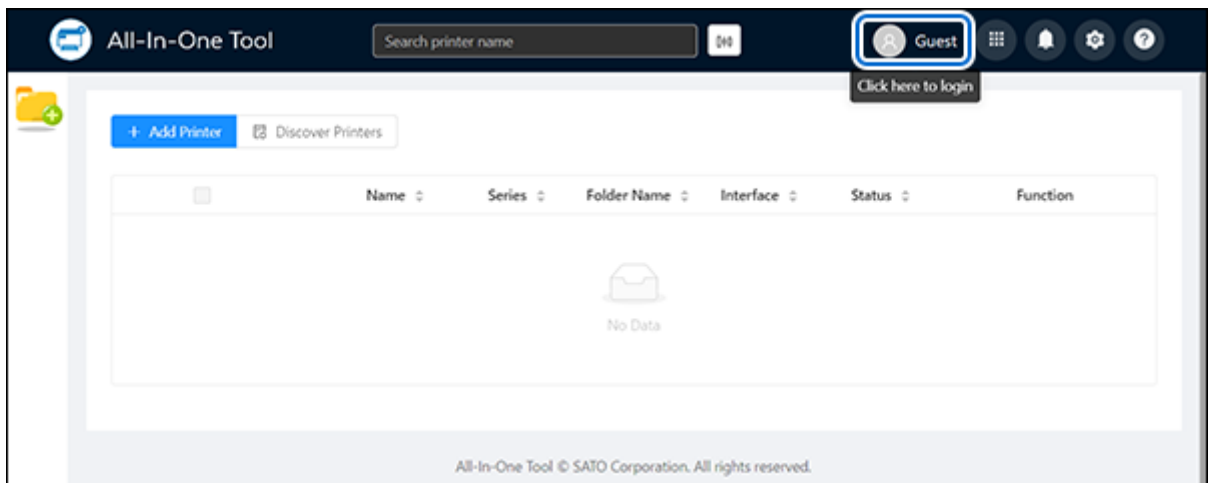 All-In-One Tool
Search printer name
Guest
Click here to login
+ Add Printer
Discover Printers
Name Series Folder Name Interface Status Function
No Data
All-In-One Tool © SATO Corporation. All rights reserved.